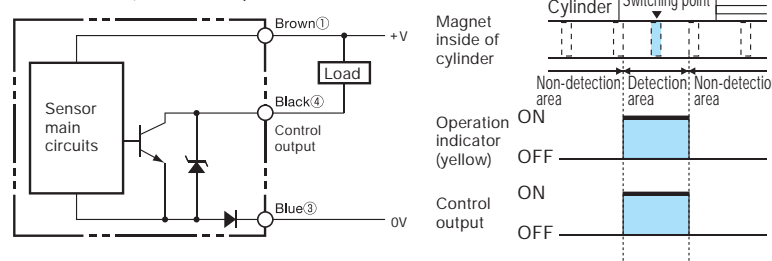 Brown①
+V
Load
Sensor
main
circuits
Black④
Control
output
Blue③
0V
Cylinder
Switching point
Magnet
inside of
cylinder
Non-detection
area
Detection
area
Non-detectio
area
Operation
indicator
(yellow)
ON
OFF
Control
output
ON
OFF